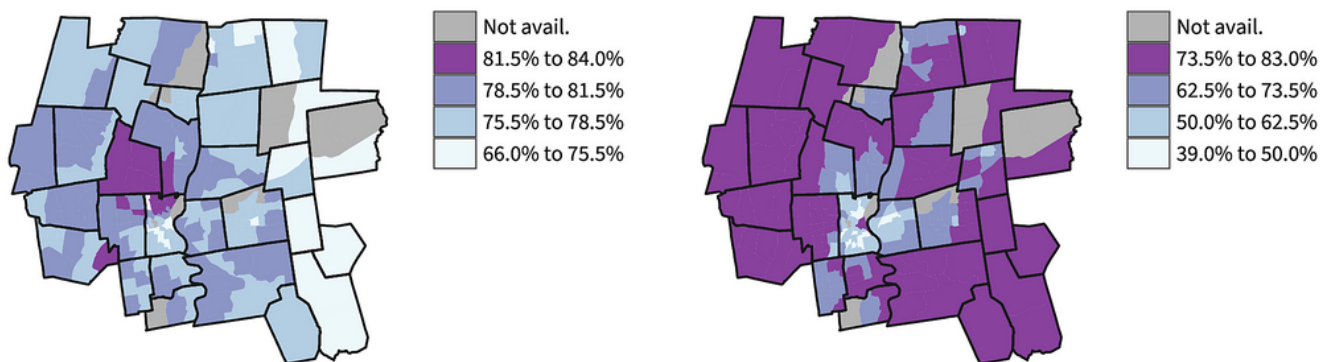 Not avail.
81.5% to 84.0%
78.5% to 81.5%
75.5% to 78.5%
66.0% to 75.5%
Not avail.
73.5% to 83.0%
62.5% to 73.5%
50.0% to 62.5%
39.0% to 50.0%